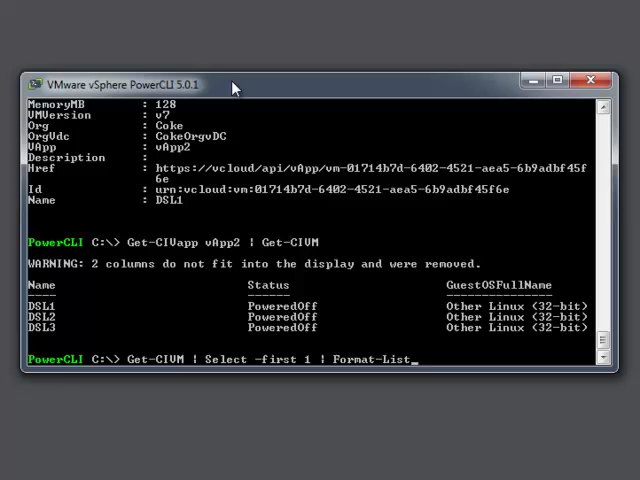 VMware vSphere PowerCLI 5.0.1
MemoryMB : 128
VMVersion : v7
Org : Coke
OrgVdc : CokeOrgvDC
VApp : vApp2
Description :
Href : https://vcloud/api/vApp/vm-01714b7d-6402-4521-aea5-6b9adbf45f
6e
Id : urn:vcloud:vm:01714b7d-6402-4521-aea5-6b9adbf45f6e
Name : DSL1
PowerCLI C:\> Get-CIVapp vApp2 | Get-CIVM
WARNING: 2 columns do not fit into the display and were removed.
Name Status GuestOSFullName
---- ------ ---------------
DSL1 PoweredOff Other Linux (32-bit)
DSL2 PoweredOff Other Linux (32-bit)
DSL3 PoweredOff Other Linux (32-bit)
PowerCLI C:\> Get-CIVM | Select -first 1 | Format-List_